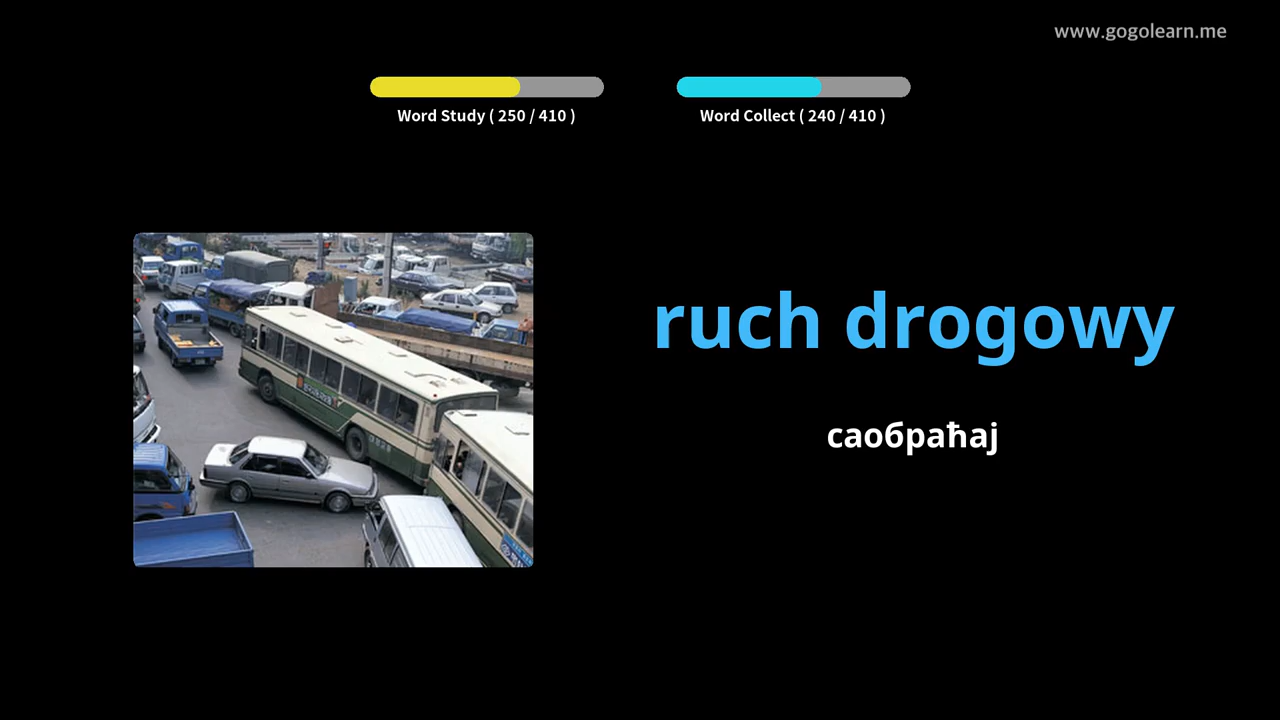 www.gogolearn.me
Word Study ( 250 / 410 )
Word Collect ( 240 / 410 )
ruch drogowy
саобраћај